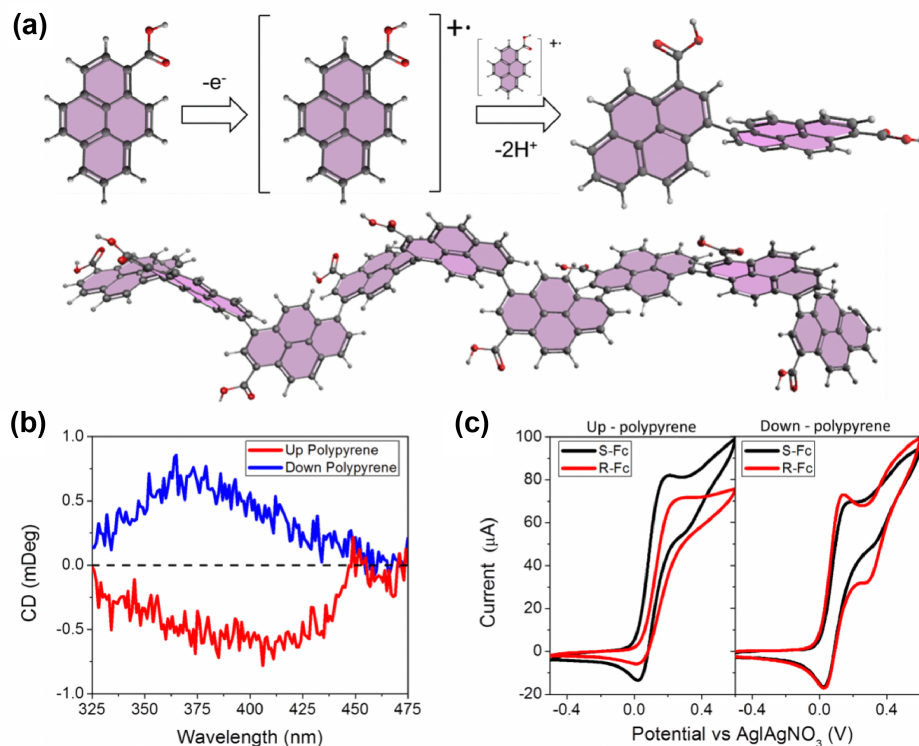 (a)
-e⁻
+·
+·
-2H⁺
(b)
CD (mDeg)
1.0
0.5
0.0
-0.5
-1.0
Up Polypyrene
Down Polypyrene
325 350 375 400 425 450 475
Wavelength (nm)
(c)
Up - polypyrene Down - polypyrene
Current (µA)
100
80
60
40
20
0
-20
S-Fc
R-Fc
S-Fc
R-Fc
-0.4 0.0 0.4 -0.4 0.0 0.4
Potential vs Ag|AgNO₃ (V)